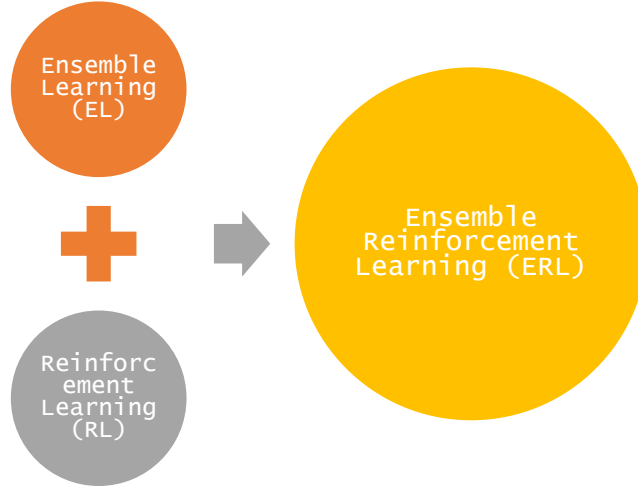 Ensemble
Learning
(EL)
Reinforc
ement
Learning
(RL)
Ensemble
Reinforcement
Learning (ERL)